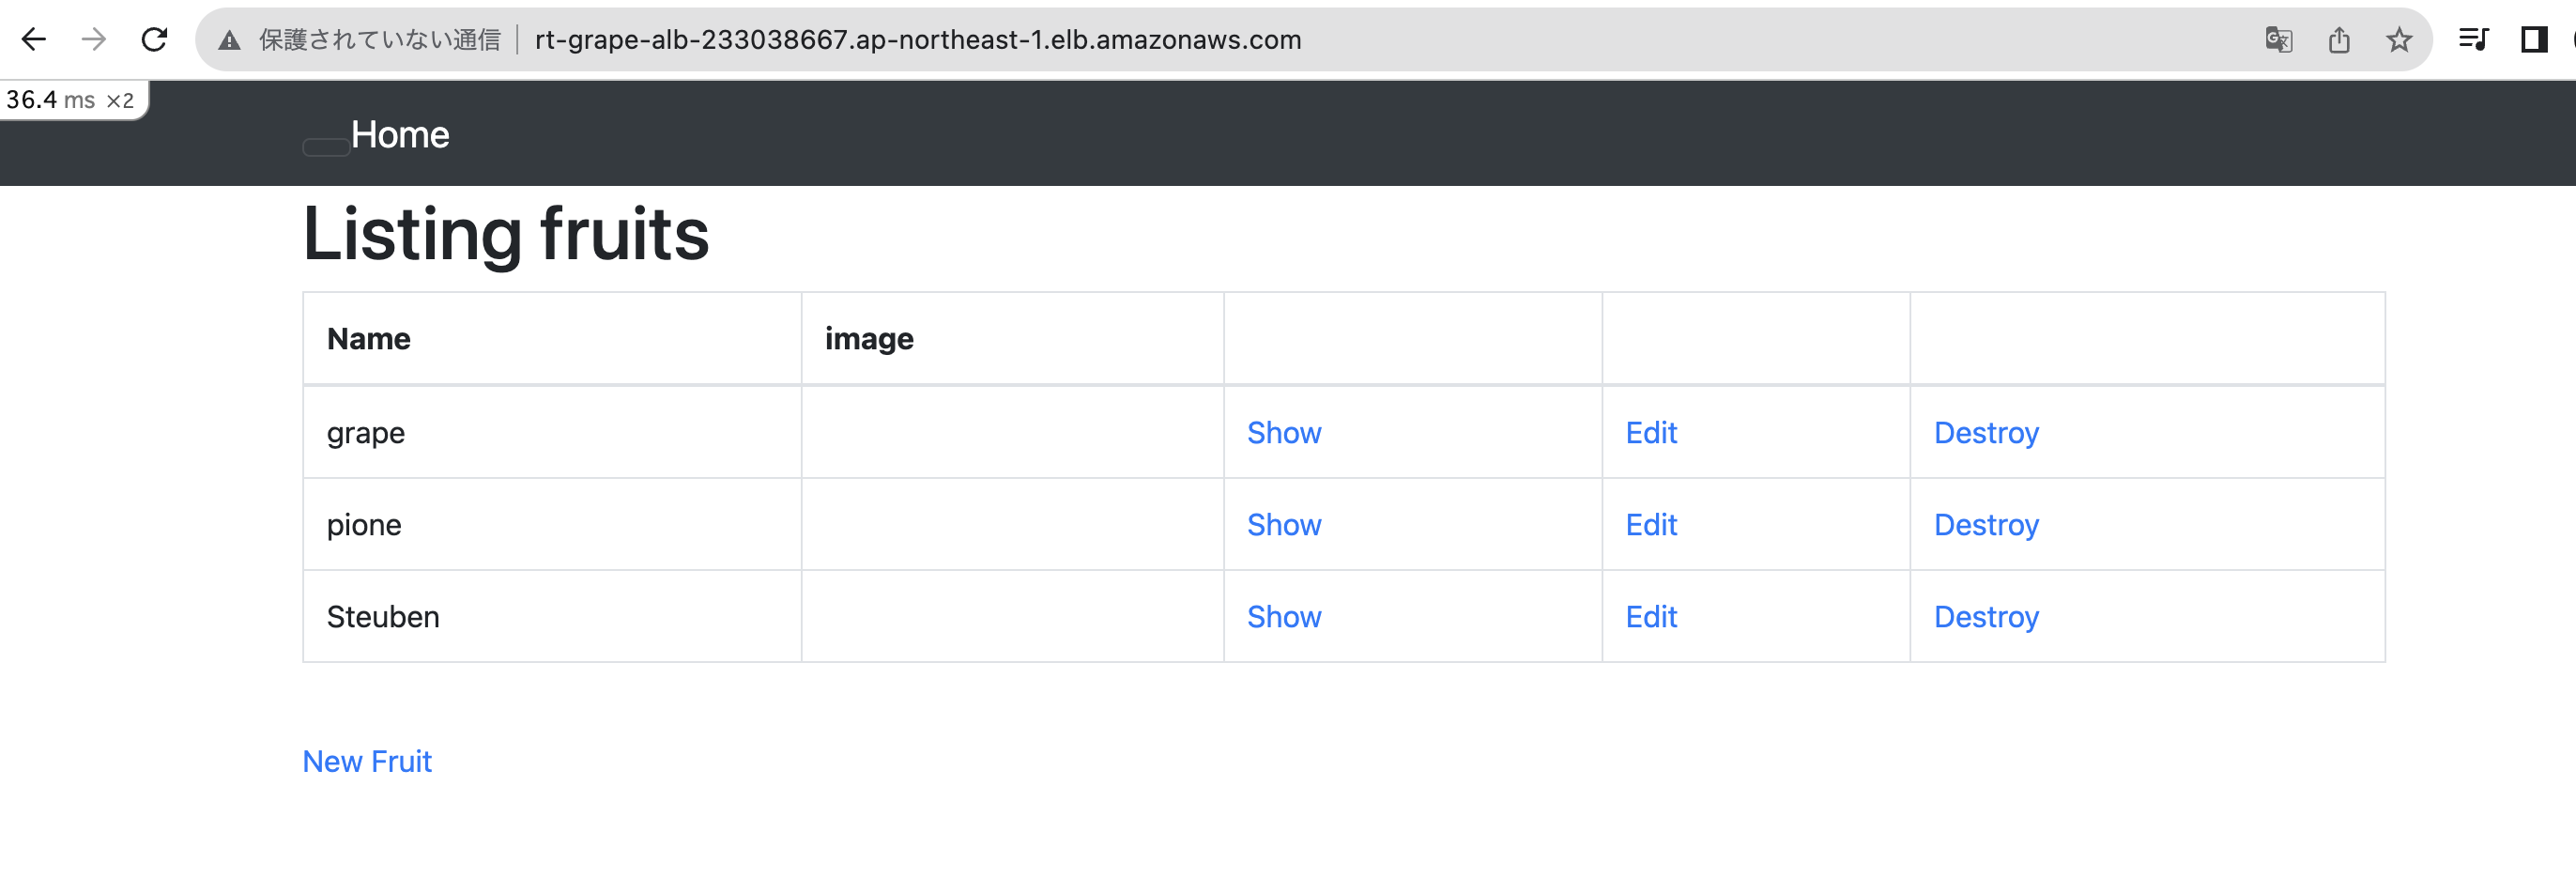 保護されていない通信 rt-grape-alb-233038667.ap-northeast-1.elb.amazonaws.com
36.4 ms ×2
Home
Listing fruits
Name image
grape Show Edit Destroy
pione Show Edit Destroy
Steuben Show Edit Destroy
New Fruit